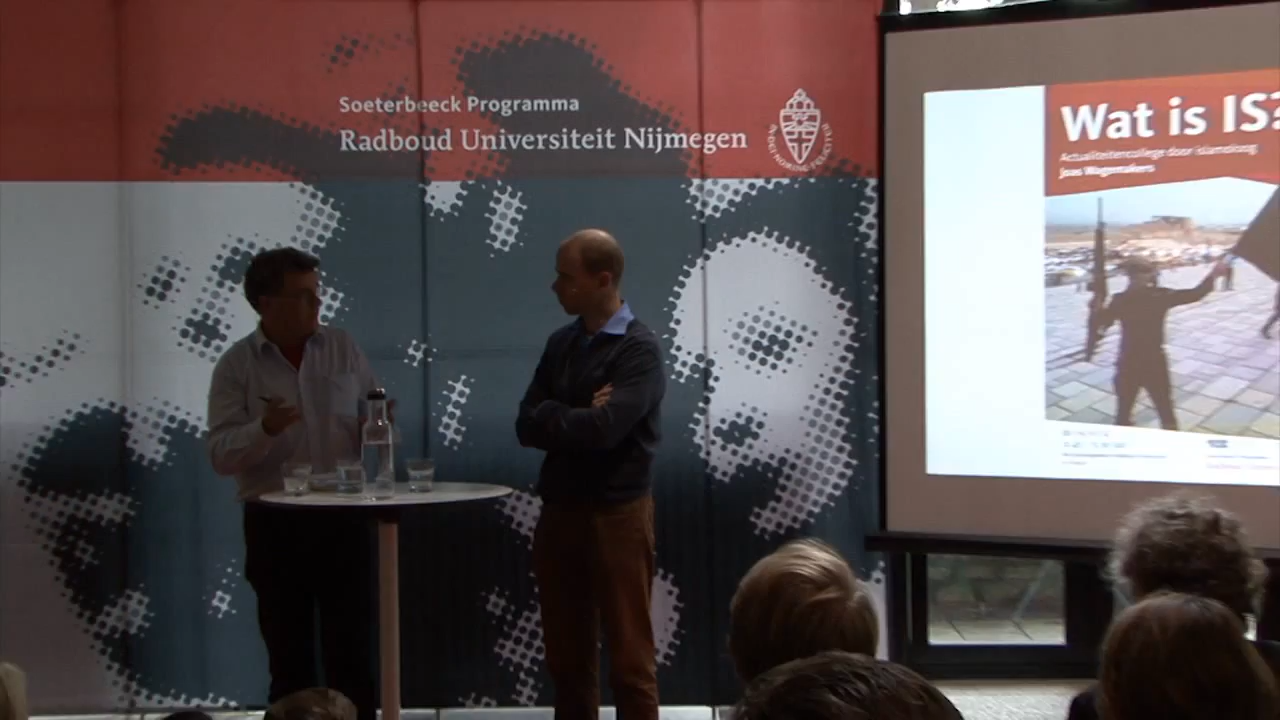 Soeterbeeck Programma
Radboud Universiteit Nijmegen
Wat is IS?
Actualiteitencollege door islamoloog
Joas Wagemakers